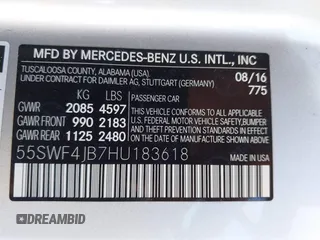 MFD BY MERCEDES-BENZ U.S. INTL., INC
TUSCALOOSA COUNTY, ALABAMA (USA)
UNDER CONTRACT FOR DAIMLER AG, STUTTGART (GERMANY)
08/16
775
KG LBS
GVWR 2085 4597
GAWR FRONT 990 2183
GAWR REAR 1125 2480
PASSENGER CAR
THIS VEHICLE CONFORMS TO ALL
APPLICABLE U.S. FEDERAL MOTOR
VEHICLE SAFETY, BUMPER, AND
THEFT PREVENTION STANDARDS
IN EFFECT ON THE DATE OF
MANUFACTURE SHOWN ABOVE
55SWF4JB7HU183618
DREAMBID